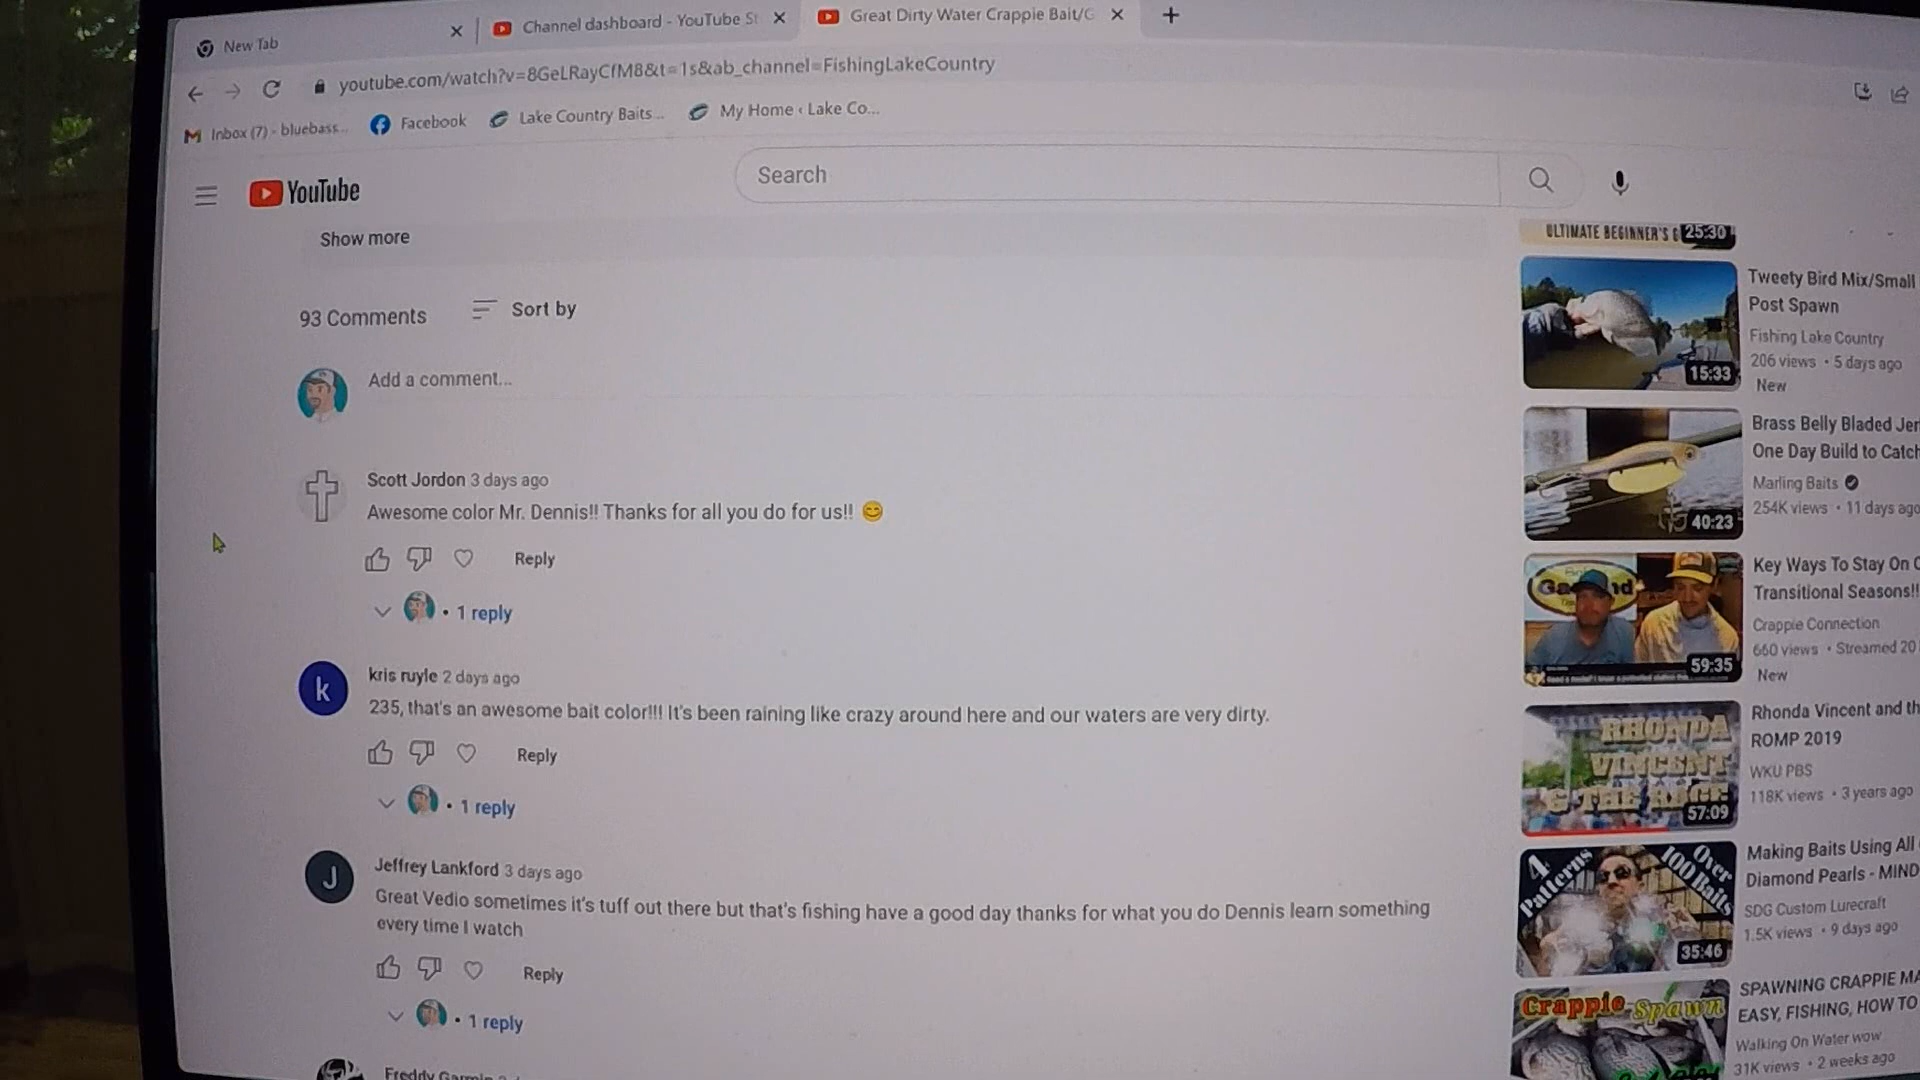 New Tab
Channel dashboard - YouTube St
Great Dirty Water Crappie Bait/G
youtube.com/watch?v=8GeLRayCfM8&t=1s&ab_channel=FishingLakeCountry
Inbox (7) - bluebass...
Facebook
Lake Country Baits...
My Home ‹ Lake Co...
YouTube
Search
Show more
93 Comments
Sort by
Add a comment...
Scott Jordon 3 days ago
Awesome color Mr. Dennis!! Thanks for all you do for us!! 😊
Reply
• 1 reply
k
kris ruyle 2 days ago
235, that's an awesome bait color!!! It's been raining like crazy around here and our waters are very dirty.
Reply
• 1 reply
J
Jeffrey Lankford 3 days ago
Great Vedio sometimes it's tuff out there but that's fishing have a good day thanks for what you do Dennis learn something
every time I watch
Reply
• 1 reply
Freddy
ULTIMATE BEGINNER'S G
25:30
15:33
Tweety Bird Mix/Small
Post Spawn
Fishing Lake Country
206 views • 5 days ago
New
40:23
Brass Belly Bladed Jer
One Day Build to Catch
Marling Baits
254K views • 11 days ago
59:35
Key Ways To Stay On C
Transitional Seasons!!
Crappie Connection
660 views • Streamed 20
New
RHONDA
VINCENT
& THE RAGE
57:09
Rhonda Vincent and th
ROMP 2019
WKU PBS
118K views • 3 years ago
4 Patterns
Over 100 Baits
35:46
Making Baits Using All
Diamond Pearls - MIND
SDG Custom Lurecraft
1.5K views • 9 days ago
Crappie Spawn
SPAWNING CRAPPIE MA
EASY, FISHING, HOW TO
Walking On Water wow
31K views • 2 weeks ago